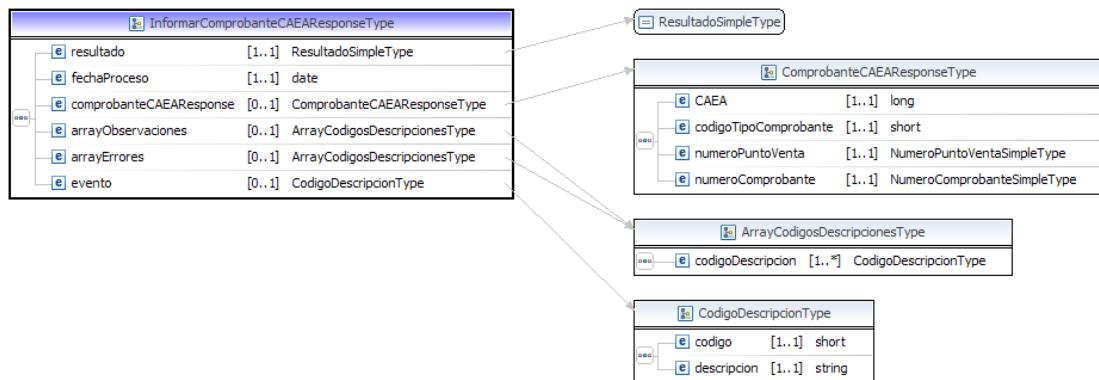 InformarComprobanteCAEAResponseType
resultado [1..1] ResultadoSimpleType
fechaProceso [1..1] date
comprobanteCAEAResponse [0..1] ComprobanteCAEAResponseType
arrayObservaciones [0..1] ArrayCodigosDescripcionesType
arrayErrores [0..1] ArrayCodigosDescripcionesType
evento [0..1] CodigoDescripcionType
ResultadoSimpleType
ComprobanteCAEAResponseType
CAEA [1..1] long
codigoTipoComprobante [1..1] short
numeroPuntoVenta [1..1] NumeroPuntoVentaSimpleType
numeroComprobante [1..1] NumeroComprobanteSimpleType
ArrayCodigosDescripcionesType
codigoDescripcion [1..*] CodigoDescripcionType
CodigoDescripcionType
codigo [1..1] short
descripcion [1..1] string